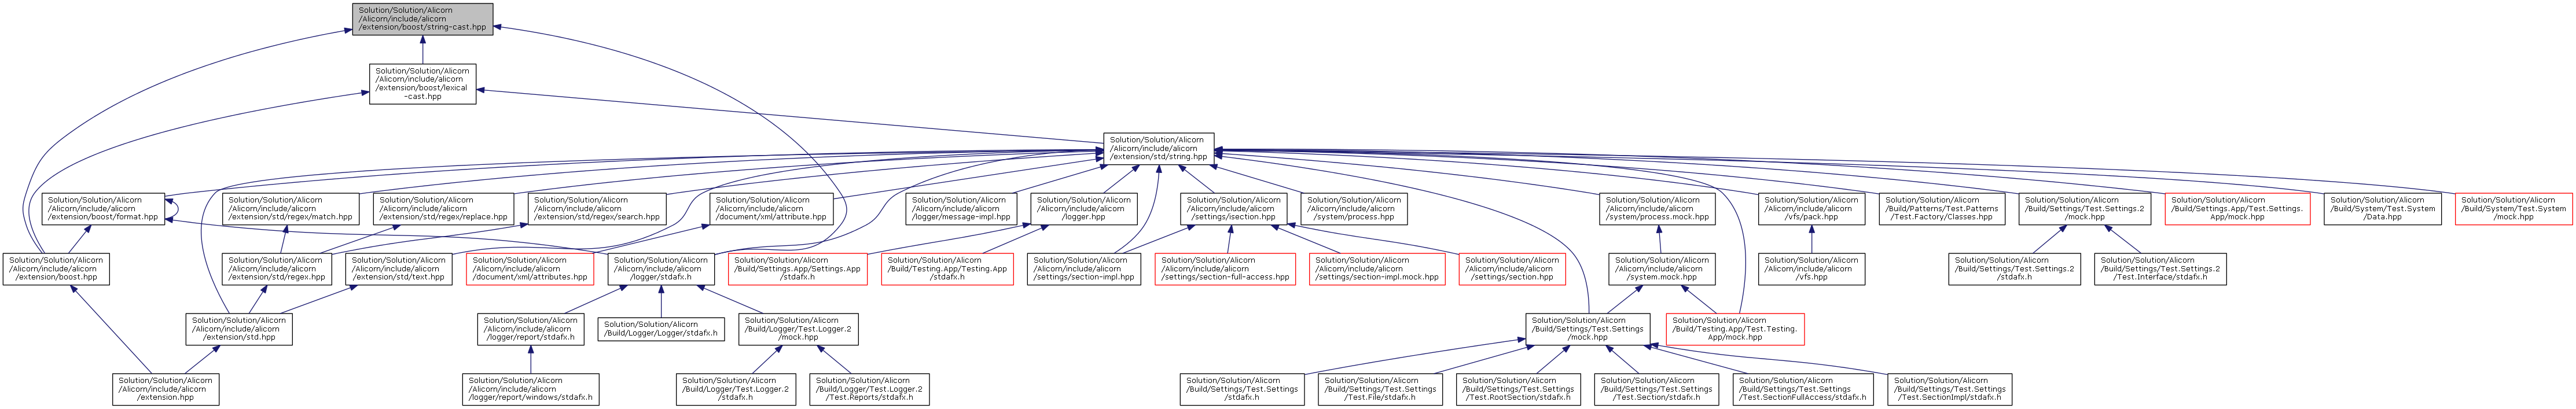 Solution/Solution/Alicorn
/Alicorn/include/alicorn
/extension/boost/string-cast.hpp
Solution/Solution/Alicorn
/Alicorn/include/alicorn
/extension/boost/lexical
-cast.hpp
Solution/Solution/Alicorn
/Alicorn/include/alicorn
/extension/std/string.hpp
Solution/Solution/Alicorn
/Alicorn/include/alicorn
/extension/boost/format.hpp
Solution/Solution/Alicorn
/Alicorn/include/alicorn
/extension/std/regex/match.hpp
Solution/Solution/Alicorn
/Alicorn/include/alicorn
/extension/std/regex/replace.hpp
Solution/Solution/Alicorn
/Alicorn/include/alicorn
/extension/std/regex/search.hpp
Solution/Solution/Alicorn
/Alicorn/include/alicorn
/document/xml/attribute.hpp
Solution/Solution/Alicorn
/Alicorn/include/alicorn
/logger/message-impl.hpp
Solution/Solution/Alicorn
/Alicorn/include/alicorn
/logger.hpp
Solution/Solution/Alicorn
/Alicorn/include/alicorn
/settings/isection.hpp
Solution/Solution/Alicorn
/Alicorn/include/alicorn
/system/process.hpp
Solution/Solution/Alicorn
/Alicorn/include/alicorn
/system/process.mock.hpp
Solution/Solution/Alicorn
/Alicorn/include/alicorn
/vfs/pack.hpp
Solution/Solution/Alicorn
/Build/Patterns/Test.Patterns
/Test.Factory/Classes.hpp
Solution/Solution/Alicorn
/Build/Settings/Test.Settings.2
/mock.hpp
Solution/Solution/Alicorn
/Build/Settings.App/Test.Settings.
App/mock.hpp
Solution/Solution/Alicorn
/Build/System/Test.System
/Data.hpp
Solution/Solution/Alicorn
/Build/System/Test.System
/mock.hpp
Solution/Solution/Alicorn
/Alicorn/include/alicorn
/extension/boost.hpp
Solution/Solution/Alicorn
/Alicorn/include/alicorn
/extension/std/regex.hpp
Solution/Solution/Alicorn
/Alicorn/include/alicorn
/extension/std/text.hpp
Solution/Solution/Alicorn
/Alicorn/include/alicorn
/document/xml/attributes.hpp
Solution/Solution/Alicorn
/Alicorn/include/alicorn
/logger/stdafx.h
Solution/Solution/Alicorn
/Build/Settings.App/Settings.App
/stdafx.h
Solution/Solution/Alicorn
/Build/Testing.App/Testing.App
/stdafx.h
Solution/Solution/Alicorn
/Alicorn/include/alicorn
/settings/section-impl.hpp
Solution/Solution/Alicorn
/Alicorn/include/alicorn
/settings/section-full-access.hpp
Solution/Solution/Alicorn
/Alicorn/include/alicorn
/settings/section-impl.mock.hpp
Solution/Solution/Alicorn
/Alicorn/include/alicorn
/settings/section.hpp
Solution/Solution/Alicorn
/Alicorn/include/alicorn
/system.mock.hpp
Solution/Solution/Alicorn
/Alicorn/include/alicorn
/vfs.hpp
Solution/Solution/Alicorn
/Build/Settings/Test.Settings.2
/stdafx.h
Solution/Solution/Alicorn
/Build/Settings/Test.Settings.2
/Test.Interface/stdafx.h
Solution/Solution/Alicorn
/Alicorn/include/alicorn
/extension/std.hpp
Solution/Solution/Alicorn
/Alicorn/include/alicorn
/logger/report/stdafx.h
Solution/Solution/Alicorn
/Build/Logger/Logger/stdafx.h
Solution/Solution/Alicorn
/Build/Logger/Test.Logger.2
/mock.hpp
Solution/Solution/Alicorn
/Build/Settings/Test.Settings
/mock.hpp
Solution/Solution/Alicorn
/Build/Testing.App/Test.Testing.
App/mock.hpp
Solution/Solution/Alicorn
/Alicorn/include/alicorn
/extension.hpp
Solution/Solution/Alicorn
/Alicorn/include/alicorn
/logger/report/windows/stdafx.h
Solution/Solution/Alicorn
/Build/Logger/Test.Logger.2
/stdafx.h
Solution/Solution/Alicorn
/Build/Logger/Test.Logger.2
/Test.Reports/stdafx.h
Solution/Solution/Alicorn
/Build/Settings/Test.Settings
/stdafx.h
Solution/Solution/Alicorn
/Build/Settings/Test.Settings
/Test.File/stdafx.h
Solution/Solution/Alicorn
/Build/Settings/Test.Settings
/Test.RootSection/stdafx.h
Solution/Solution/Alicorn
/Build/Settings/Test.Settings
/Test.Section/stdafx.h
Solution/Solution/Alicorn
/Build/Settings/Test.Settings
/Test.SectionFullAccess/stdafx.h
Solution/Solution/Alicorn
/Build/Settings/Test.Settings
/Test.SectionImpl/stdafx.h